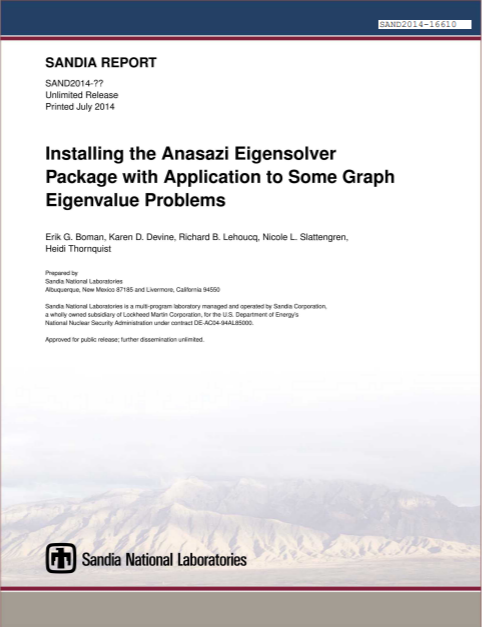 SAND2014-16610
SANDIA REPORT
SAND2014-??
Unlimited Release
Printed July 2014
Installing the Anasazi Eigensolver
Package with Application to Some Graph
Eigenvalue Problems
Erik G. Boman, Karen D. Devine, Richard B. Lehoucq, Nicole L. Slattengren,
Heidi Thornquist
Prepared by
Sandia National Laboratories
Albuquerque, New Mexico 87185 and Livermore, California 94550
Sandia National Laboratories is a multi-program laboratory managed and operated by Sandia Corporation,
a wholly owned subsidiary of Lockheed Martin Corporation, for the U.S. Department of Energy's
National Nuclear Security Administration under contract DE-AC04-94AL85000.
Approved for public release; further dissemination unlimited.
Sandia National Laboratories